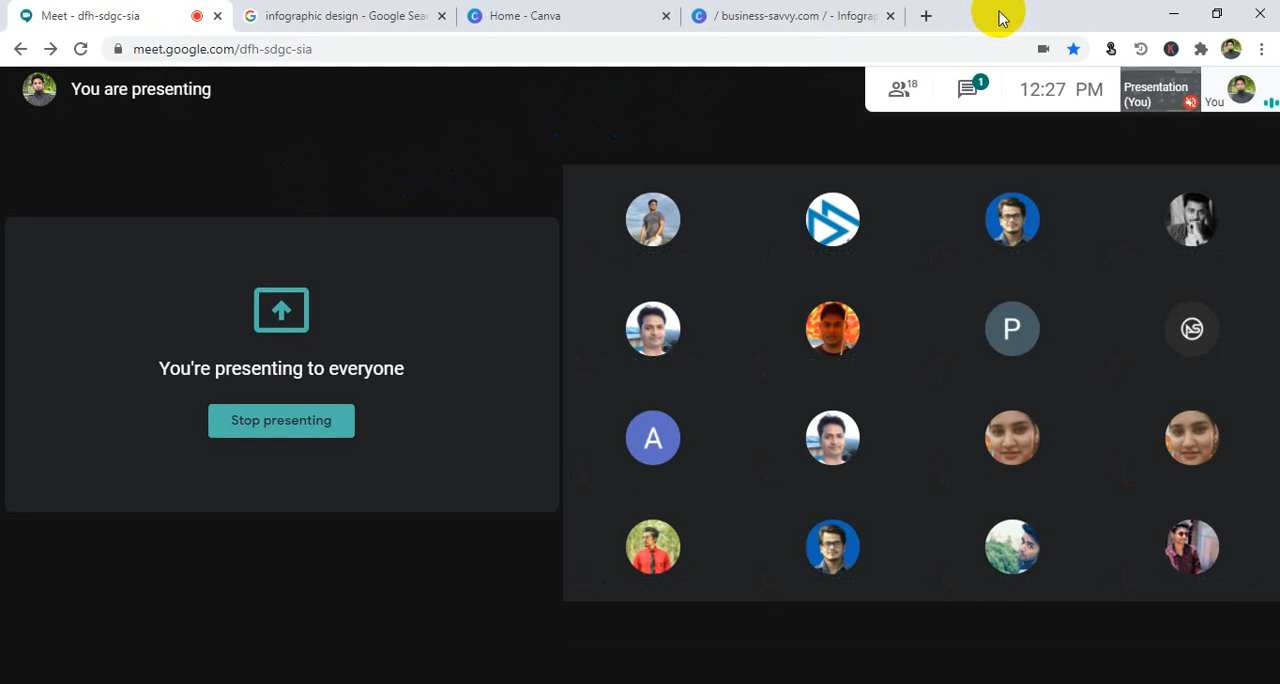 Meet - dfh-sdgc-sia
infographic design - Google Sea
Home - Canva
/ business-savvy.com / - Infograp
meet.google.com/dfh-sdgc-sia
K
You are presenting
18
1
12:27 PM
Presentation
(You)
You
You're presenting to everyone
Stop presenting
P
A